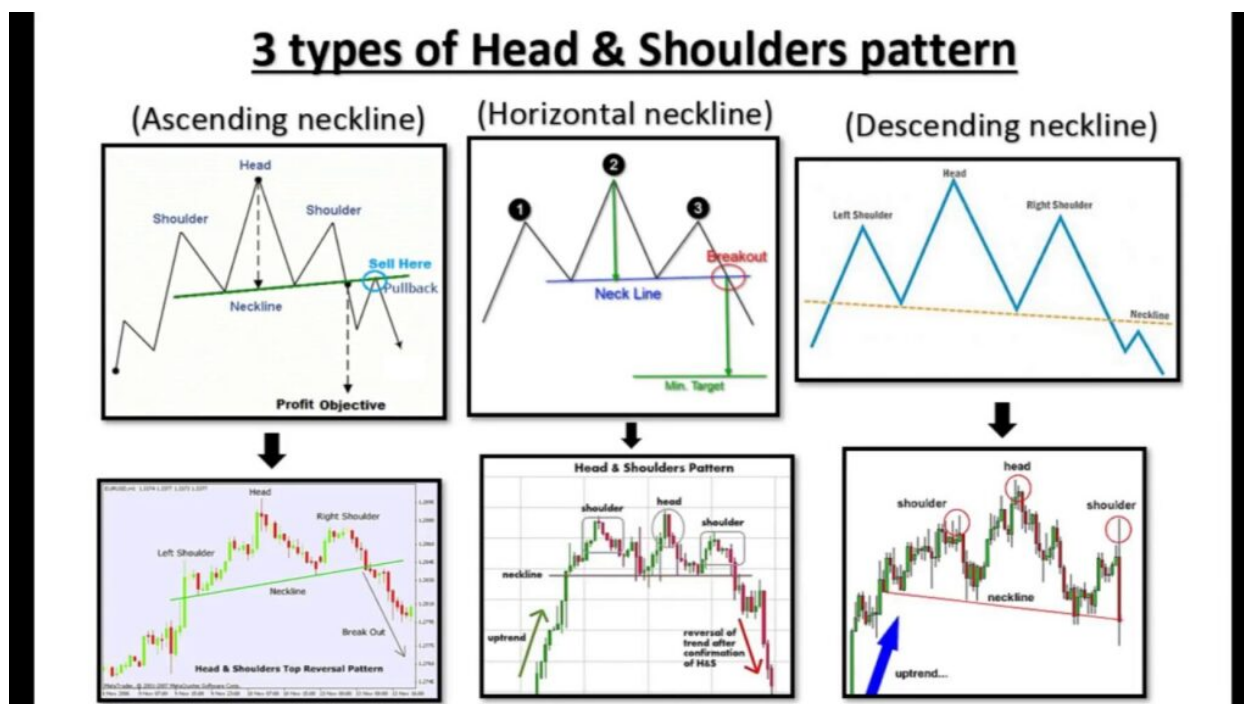 3 types of Head & Shoulders pattern
(Ascending neckline)
(Horizontal neckline)
(Descending neckline)
Head
Shoulder
Shoulder
Sell Here
Pullback
Neckline
Profit Objective
1
2
3
Breakout
Neck Line
Min. Target
Head
Left Shoulder
Right Shoulder
Neckline
Head
Right Shoulder
Left Shoulder
Neckline
Break Out
Head & Shoulders Top Reversal Pattern
Head & Shoulders Pattern
shoulder
head
shoulder
neckline
uptrend
reversal of
trend after
confirmation
of H&S
head
shoulder
shoulder
neckline
uptrend...